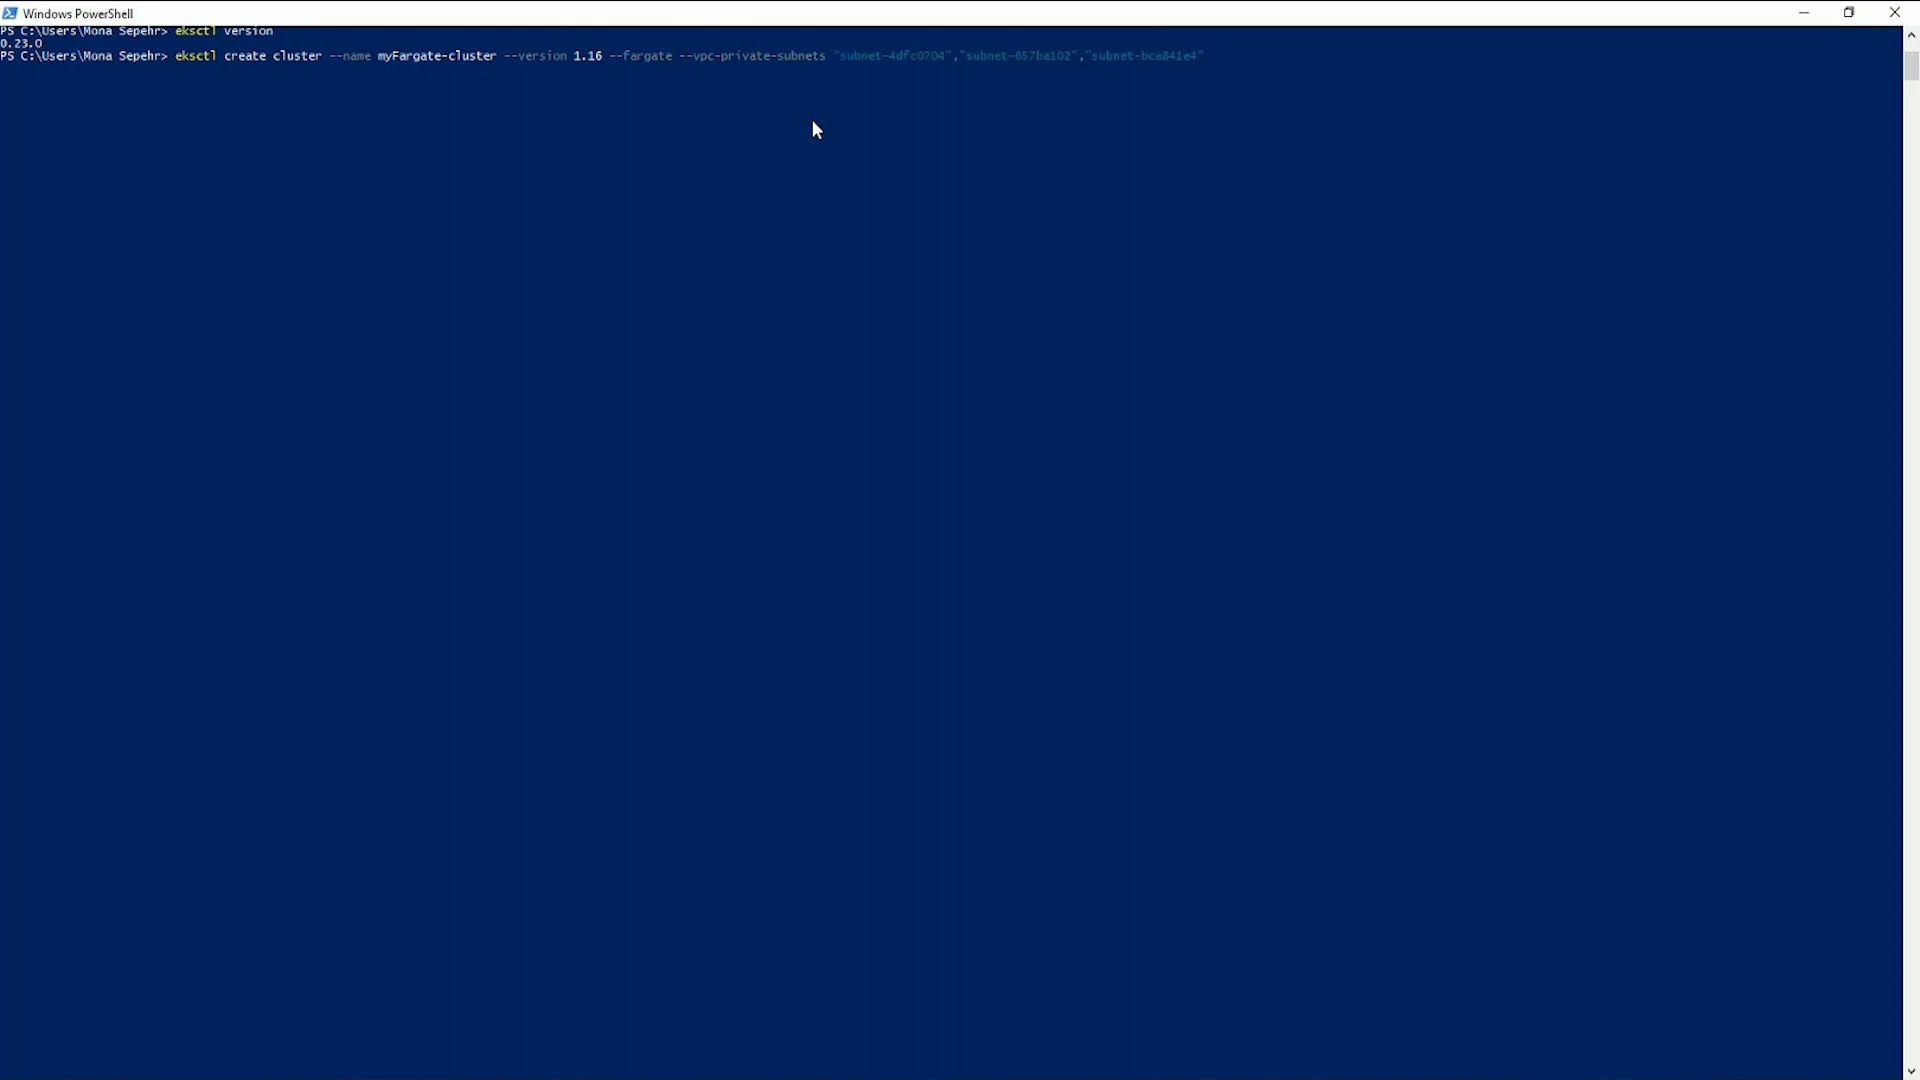 Windows PowerShell
PS C:\Users\Mona Sepehr> eksctl version
0.23.0
PS C:\Users\Mona Sepehr> eksctl create cluster --name myFargate-cluster --version 1.16 --fargate --vpc-private-subnets "subnet-4dfc0704","subnet-657ba102","subnet-bca841e4"